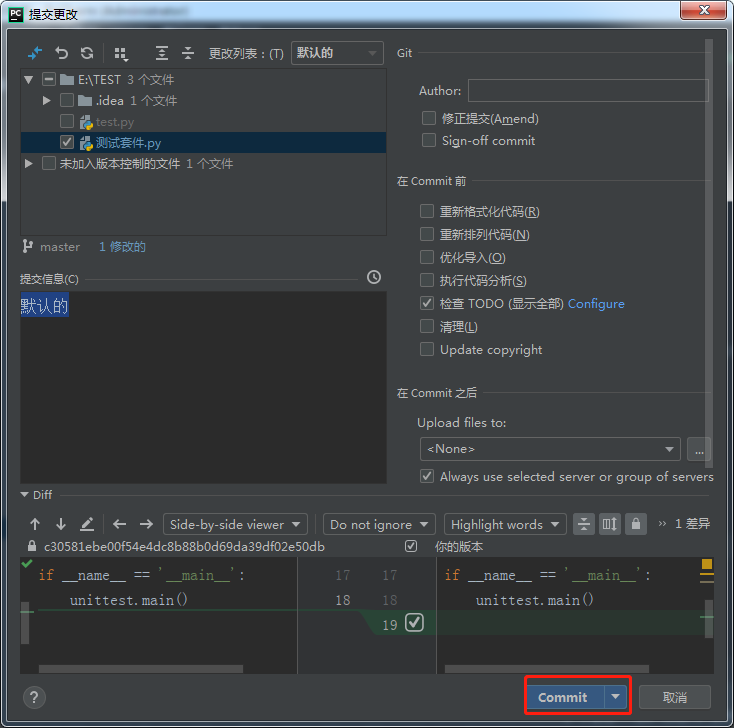 PC 提交更改
更改列表：(T) 默认的
E:\TEST 3 个文件
.idea 1 个文件
test.py
测试套件.py
未加入版本控制的文件 1 个文件
master 1 修改的
提交信息(C)
默认的
Git
Author:
修正提交(Amend)
Sign-off commit
在 Commit 前
重新格式化代码(R)
重新排列代码(N)
优化导入(O)
执行代码分析(S)
检查 TODO (显示全部) Configure
清理(L)
Update copyright
在 Commit 之后
Upload files to:
<None> ...
Always use selected server or group of servers
Diff
Side-by-side viewer Do not ignore Highlight words >> 1 差异
c30581ebe00f54e4dc8b88b0d69da39df02e50db 你的版本
if __name__ == '__main__': 17 17 if __name__ == '__main__':
unittest.main() 18 18 unittest.main()
19
? Commit 取消